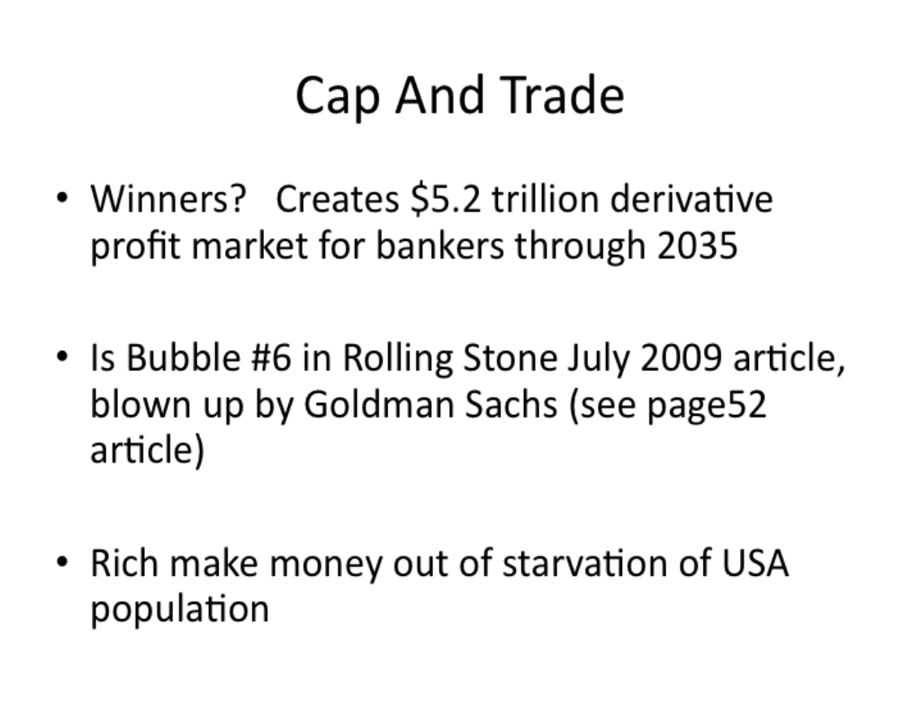 Cap And Trade
• Winners?   Creates $5.2 trillion derivative
profit market for bankers through 2035
• Is Bubble #6 in Rolling Stone July 2009 article,
blown up by Goldman Sachs (see page52
article)
• Rich make money out of starvation of USA
population